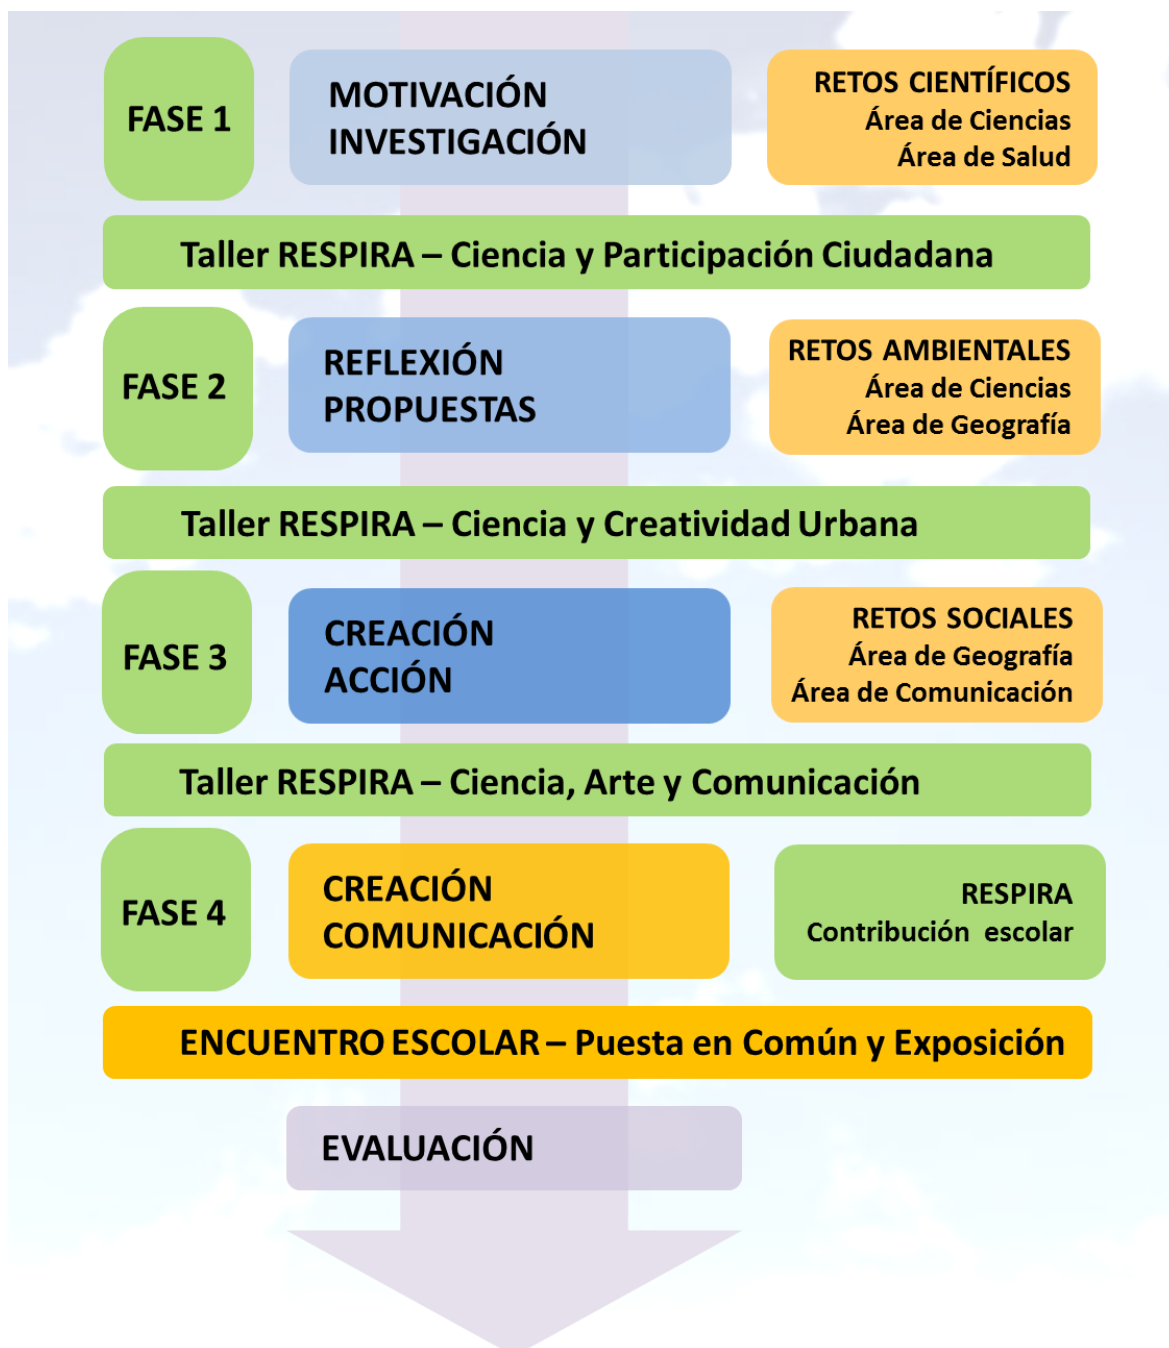 FASE 1
MOTIVACIÓN
INVESTIGACIÓN
RETOS CIENTÍFICOS
Área de Ciencias
Área de Salud
Taller RESPIRA – Ciencia y Participación Ciudadana
FASE 2
REFLEXIÓN
PROPUESTAS
RETOS AMBIENTALES
Área de Ciencias
Área de Geografía
Taller RESPIRA – Ciencia y Creatividad Urbana
FASE 3
CREACIÓN
ACCIÓN
RETOS SOCIALES
Área de Geografía
Área de Comunicación
Taller RESPIRA – Ciencia, Arte y Comunicación
FASE 4
CREACIÓN
COMUNICACIÓN
RESPIRA
Contribución escolar
ENCUENTRO ESCOLAR – Puesta en Común y Exposición
EVALUACIÓN